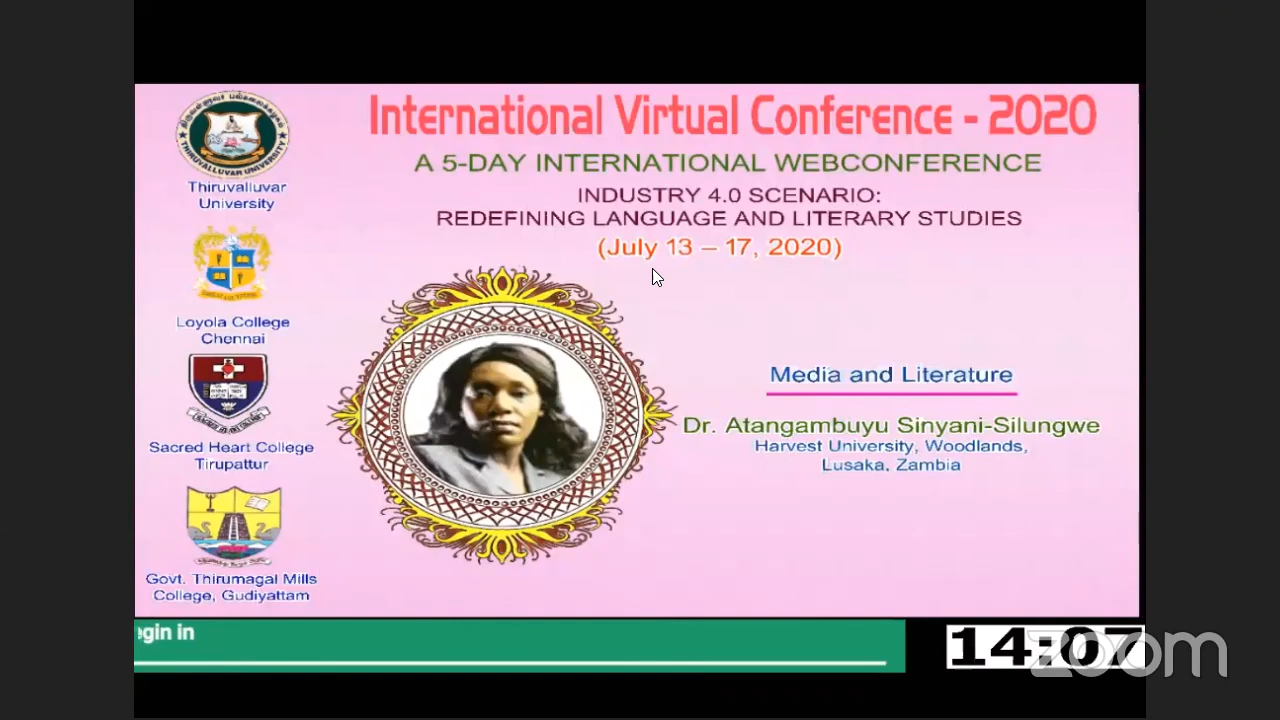 International Virtual Conference - 2020
A 5-DAY INTERNATIONAL WEBCONFERENCE
INDUSTRY 4.0 SCENARIO:
REDEFINING LANGUAGE AND LITERARY STUDIES
(July 13 – 17, 2020)
THIRUVALLUVAR UNIVERSITY
Thiruvalluvar
University
Loyola College
Chennai
Sacred Heart College
Tirupattur
Govt. Thirumagal Mills
College, Gudiyattam
Media and Literature
Dr. Atangambuyu Sinyani-Silungwe
Harvest University, Woodlands,
Lusaka, Zambia
egin in
14:07
zoom